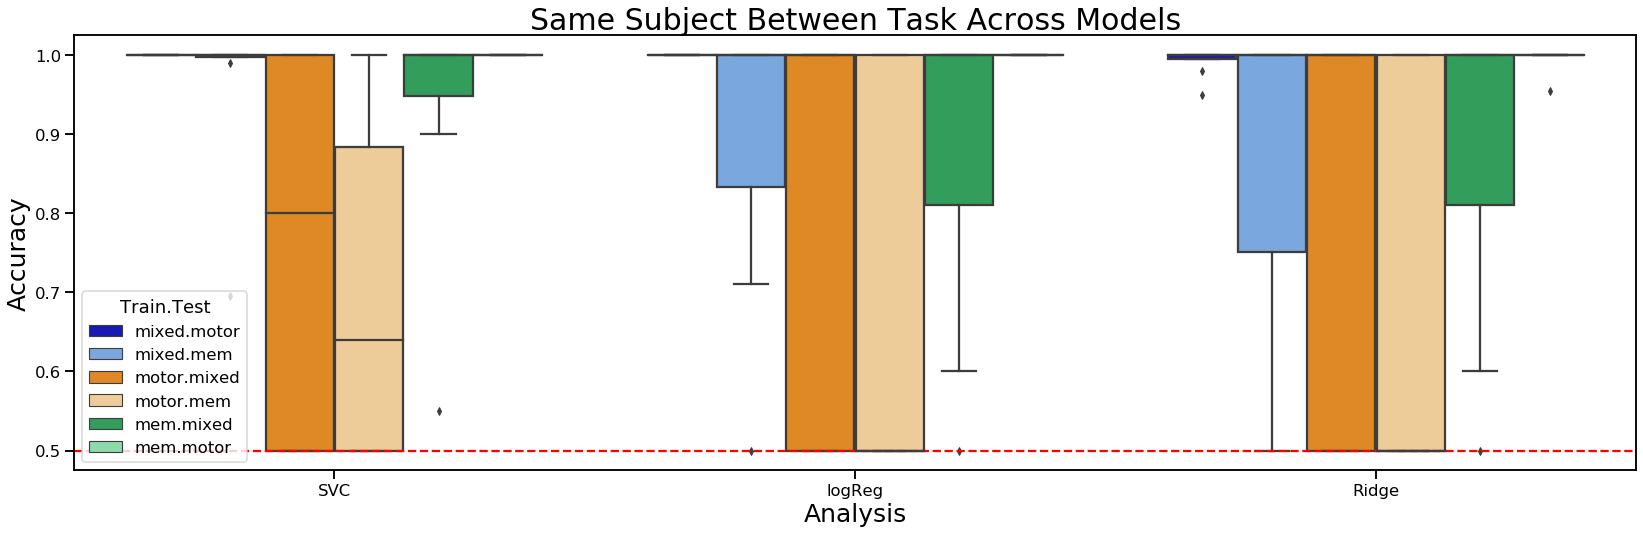 Same Subject Between Task Across Models
Accuracy
1.0
0.9
0.8
0.7
0.6
0.5
Train.Test
mixed.motor
mixed.mem
motor.mixed
motor.mem
mem.mixed
mem.motor
SVC
logReg
Ridge
Analysis